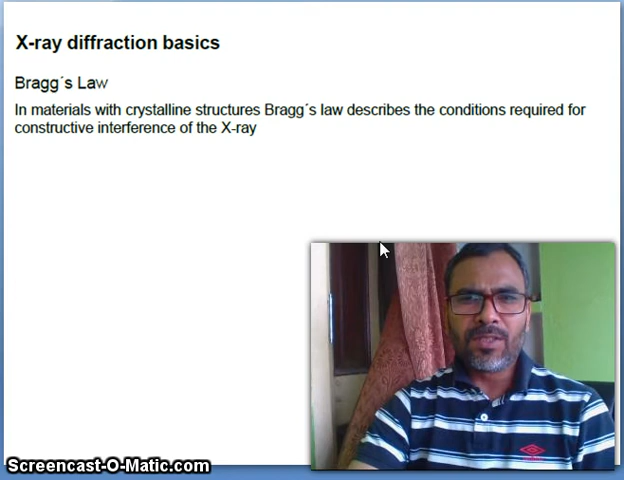 X-ray diffraction basics
Bragg´s Law
In materials with crystalline structures Bragg´s law describes the conditions required for
constructive interference of the X-ray
Screencast-O-Matic.com